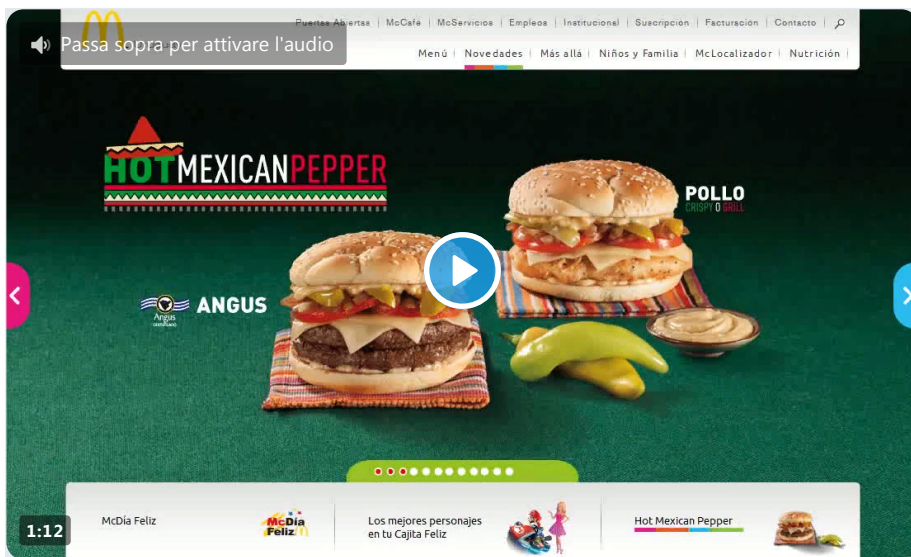 Puertas Abiertas | McCafé | McServicios | Empleos | Institucional | Suscripción | Facturación | Contacto
Passa sopra per attivare l'audio
Menú | Novedades | Más allá | Niños y Familia | McLocalizador | Nutrición
HOT MEXICAN PEPPER
POLLO
CRISPY O GRILL
ANGUS
Angus
McDía Feliz
McDía
Feliz
Los mejores personajes
en tu Cajita Feliz
Hot Mexican Pepper
1:12